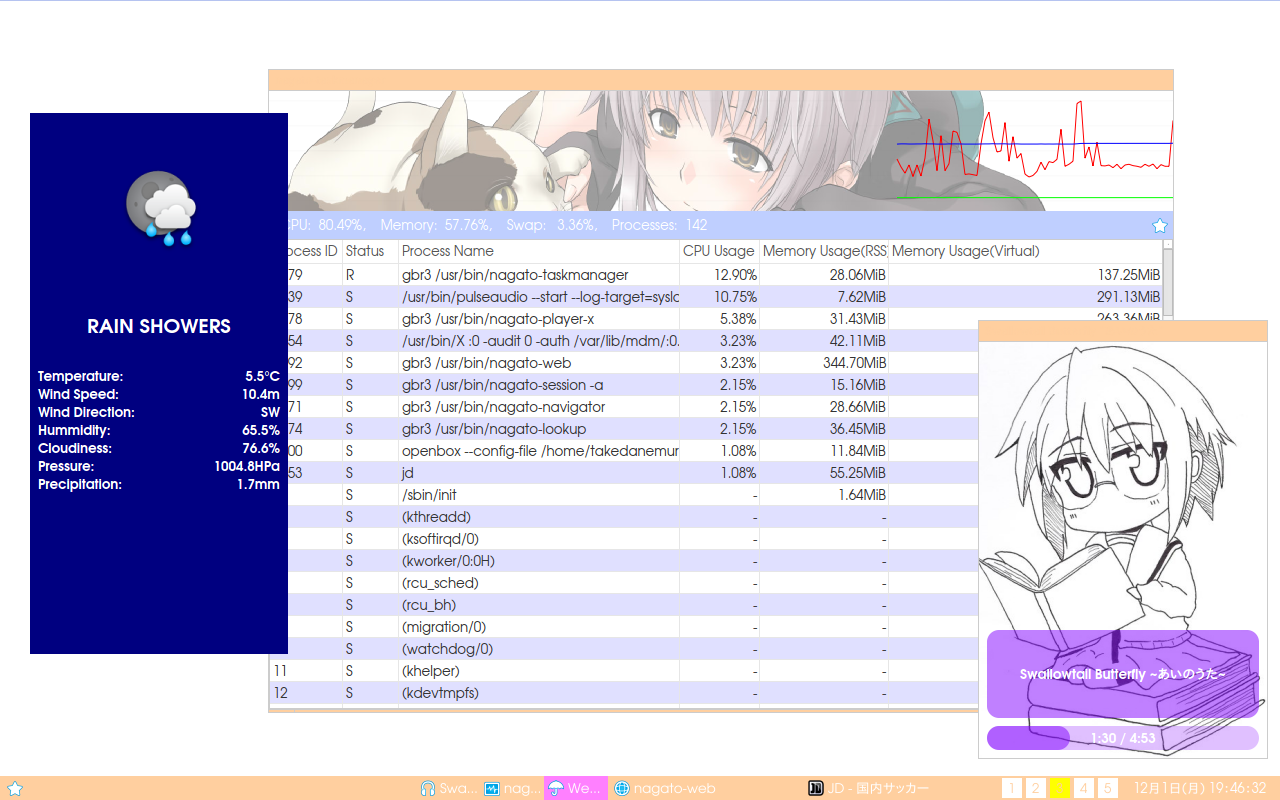 RAIN SHOWERS
Temperature: 5.5°C
Wind Speed: 10.4m
Wind Direction: SW
Hummidity: 65.5%
Cloudiness: 76.6%
Pressure: 1004.8HPa
Precipitation: 1.7mm
PU: 80.49%, Memory: 57.76%, Swap: 3.36%, Processes: 142
ocess ID Status Process Name CPU Usage Memory Usage(RSS Memory Usage(Virtual)
79 R gbr3 /usr/bin/nagato-taskmanager 12.90% 28.06MiB 137.25MiB
39 S /usr/bin/pulseaudio --start --log-target=syslo 10.75% 7.62MiB 291.13MiB
78 S gbr3 /usr/bin/nagato-player-x 5.38% 31.43MiB 263.36MiB
54 S /usr/bin/X :0 -audit 0 -auth /var/lib/mdm/:0. 3.23% 42.11MiB
92 S gbr3 /usr/bin/nagato-web 3.23% 344.70MiB
99 S gbr3 /usr/bin/nagato-session -a 2.15% 15.16MiB
71 S gbr3 /usr/bin/nagato-navigator 2.15% 28.66MiB
74 S gbr3 /usr/bin/nagato-lookup 2.15% 36.45MiB
00 S openbox --config-file /home/takedanemur 1.08% 11.84MiB
53 S jd 1.08% 55.25MiB
S /sbin/init - 1.64MiB
S (kthreadd) - -
S (ksoftirqd/0) - -
S (kworker/0:0H) - -
S (rcu_sched) - -
S (rcu_bh) - -
S (migration/0) - -
S (watchdog/0) - -
11 S (khelper) - -
12 S (kdevtmpfs) - -
Swallowtail Butterfly ~あいのうた~
1:30 / 4:53
Swa... nag... We... nagato-web JD - 国内サッカー 1 2 3 4 5 12月1日(月) 19:46:32